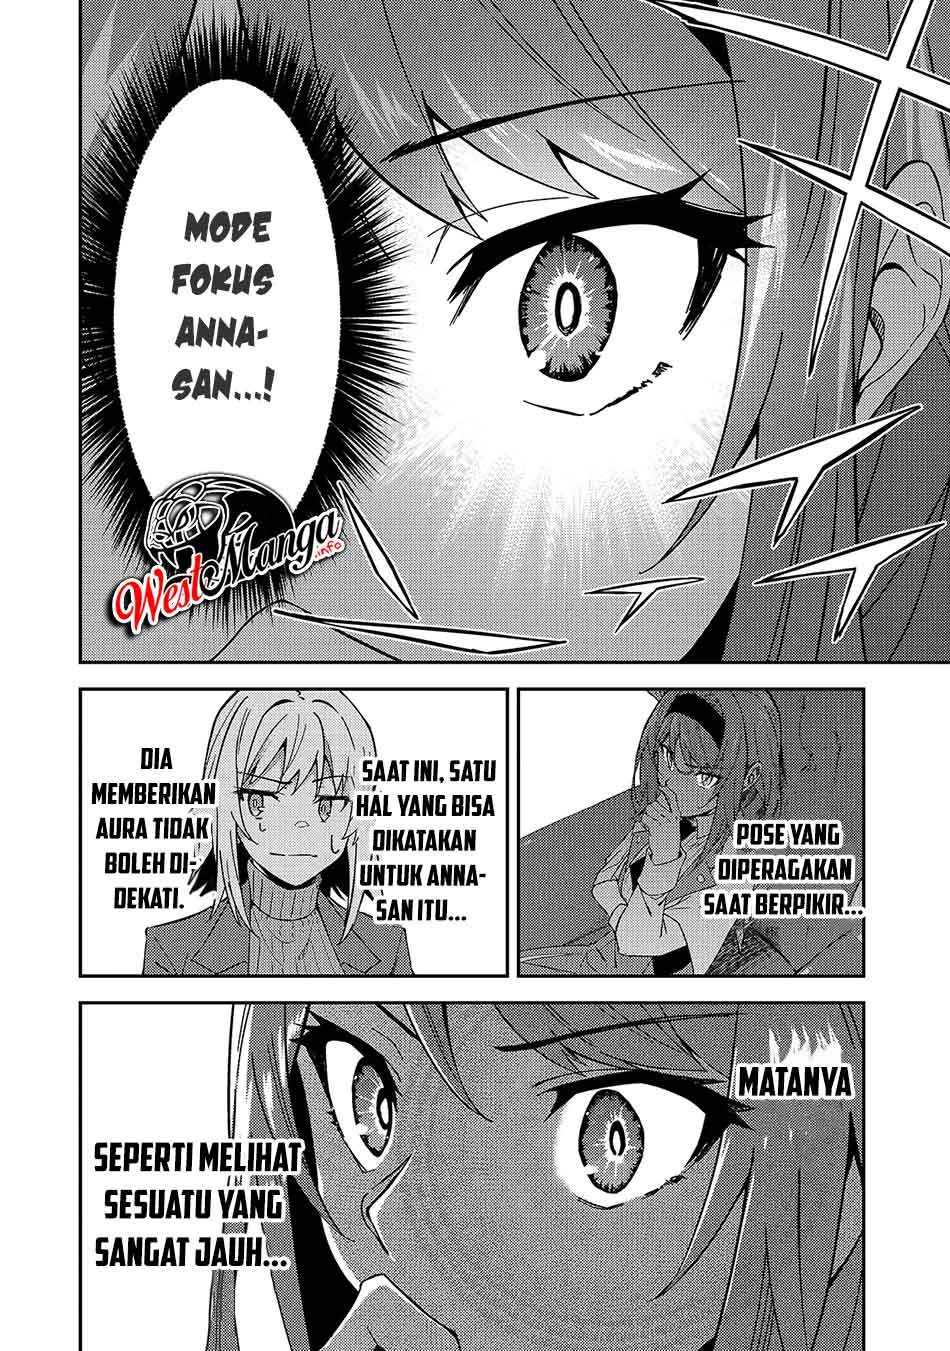 MODE
FOKUS
ANNA-
SAN...!
WestManga
.info
POSE YANG
DIPERAGAKAN
SAAT BERPIKIR...
SAAT INI, SATU
HAL YANG BISA
DIKATAKAN
UNTUK ANNA-
SAN ITU...
DIA
MEMBERIKAN
AURA TIDAK
BOLEH DI-
DEKATI.
MATANYA
SEPERTI MELIHAT
SESUATU YANG
SANGAT JAUH...